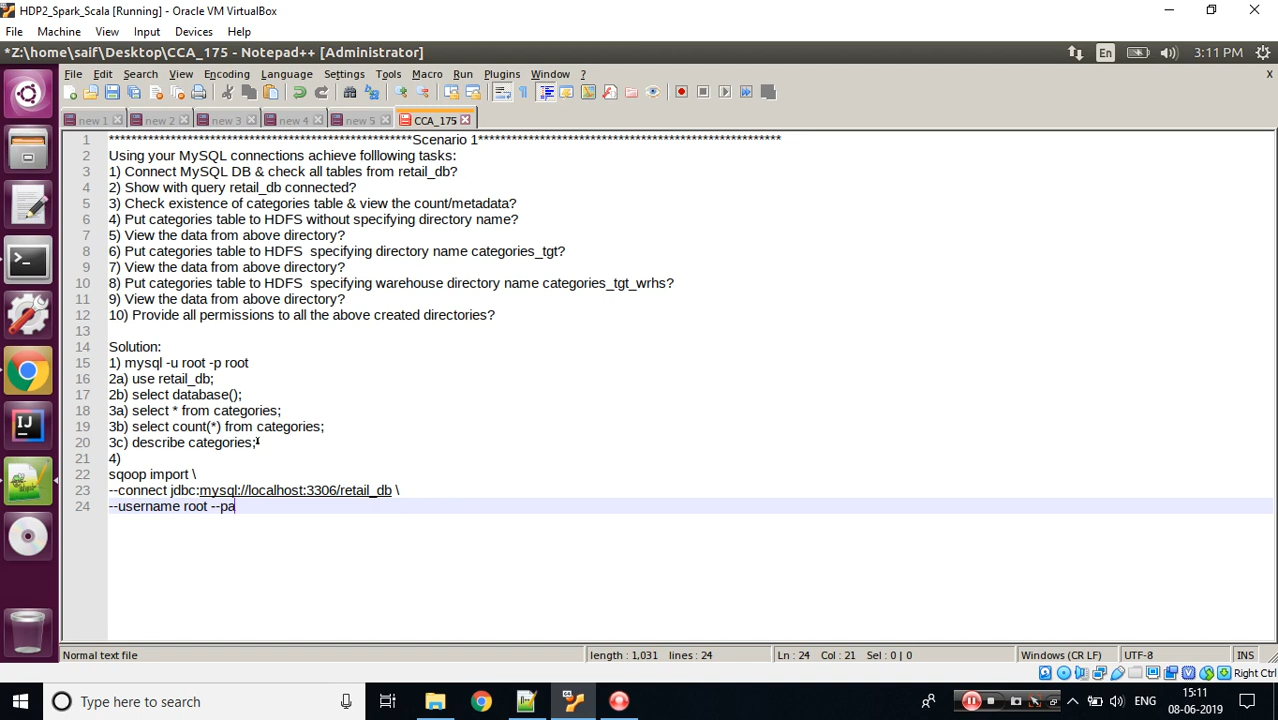 HDP2_Spark_Scala [Running] - Oracle VM VirtualBox
File Machine View Input Devices Help
*Z:\home\saif\Desktop\CCA_175 - Notepad++ [Administrator]
En 3:11 PM
File Edit Search View Encoding Language Settings Tools Macro Run Plugins Window ? X
new 1 new 2 new 3 new 4 new 5 CCA_175
1 ******************************************************Scenario 1******************************************************
2 Using your MySQL connections achieve folllowing tasks:
3 1) Connect MySQL DB & check all tables from retail_db?
4 2) Show with query retail_db connected?
5 3) Check existence of categories table & view the count/metadata?
6 4) Put categories table to HDFS without specifying directory name?
7 5) View the data from above directory?
8 6) Put categories table to HDFS  specifying directory name categories_tgt?
9 7) View the data from above directory?
10 8) Put categories table to HDFS  specifying warehouse directory name categories_tgt_wrhs?
11 9) View the data from above directory?
12 10) Provide all permissions to all the above created directories?
13
14 Solution:
15 1) mysql -u root -p root
16 2a) use retail_db;
17 2b) select database();
18 3a) select * from categories;
19 3b) select count(*) from categories;
20 3c) describe categories;
21 4)
22 sqoop import \
23 --connect jdbc:mysql://localhost:3306/retail_db \
24 --username root --pa
Normal text file length : 1,031 lines : 24 Ln : 24 Col : 21 Sel : 0 | 0 Windows (CR LF) UTF-8 INS
Right Ctrl
Type here to search
ENG
15:11
08-06-2019